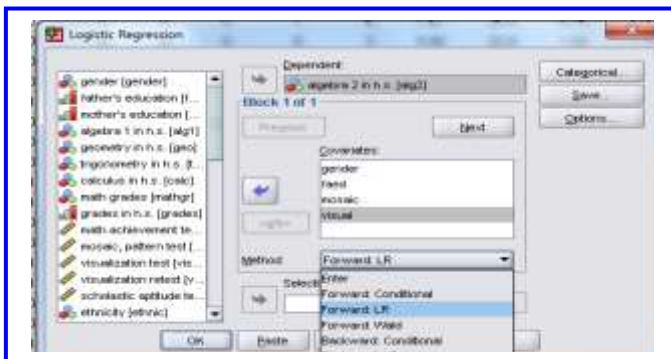 Logistic Regression
gender [gender]
father's education [f...
mother's education [...
algebra 1 in h.s. [alg1]
geometry in h.s. [geo]
trigonometry in h.s. [t...
calculus in h.s. [calc]
math grades [mathgr]
grades in h.s. [grades]
math achievement te...
mosaic, pattern test [...
visualization test [vis...
visualization retest [v...
scholastic aptitude te...
ethnicity [ethnic]
Dependent:
algebra 2 in h.s. [alg2]
Block 1 of 1
Previous
Next
Covariates:
gender
faed
mosaic
visual
>a*b>
Method:
Forward: LR
Enter
Forward: Conditional
Forward: LR
Forward: Wald
Backward: Conditional
Categorical...
Save...
Options...
OK
Paste